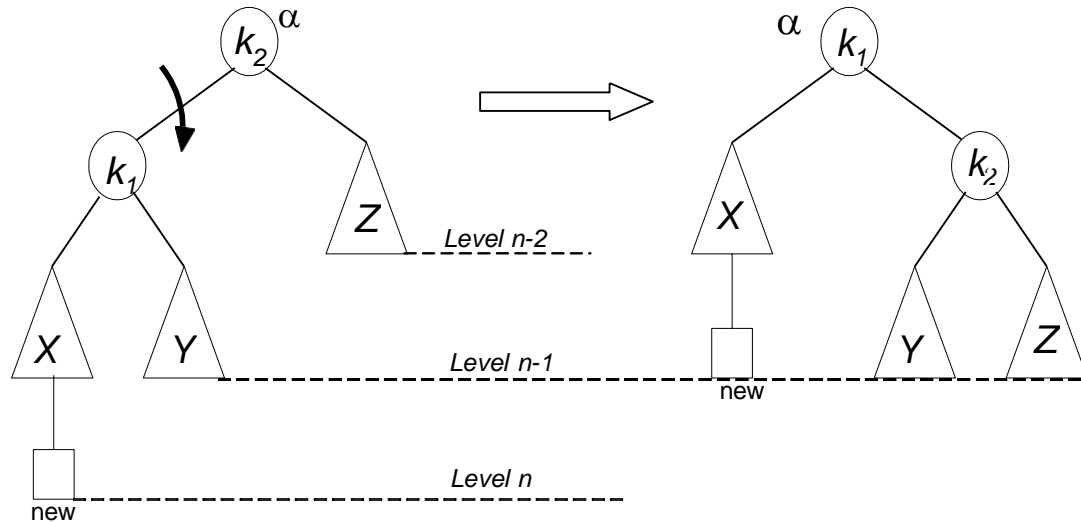 k2 α
α k1
k1
k2
Z
X
Level n-2
X
Y
Y
Z
Level n-1
new
new
Level n